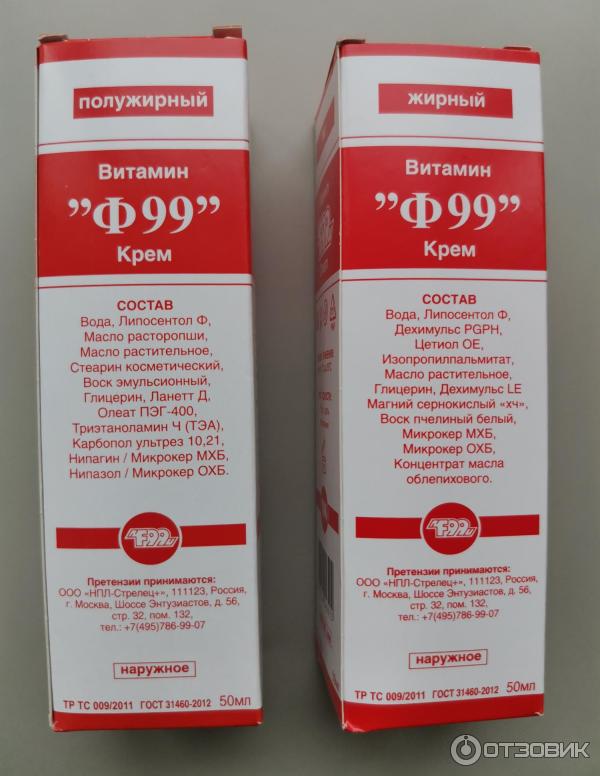 полужирный
Витамин
”Ф99”
Крем
СОСТАВ
Вода, Липосентол Ф,
Масло расторопши,
Масло растительное,
Стеарин косметический,
Воск эмульсионный,
Глицерин, Ланетт Д,
Олеат ПЭГ-400,
Триэтаноламин Ч (ТЭА),
Карбопол ультрез 10,21,
Нипагин / Микрокер МХБ,
Нипазол / Микрокер ОХБ.
"F99"
Претензии принимаются:
ООО «НПЛ-Стрелец+», 111123, Россия,
г. Москва, Шоссе Энтузиастов, д. 56,
стр. 32, пом. 132,
тел.: +7(495)786-99-07
наружное
ТР ТС 009/2011 ГОСТ 31460-2012 50мл
жирный
Витамин
”Ф99”
Крем
СОСТАВ
Вода, Липосентол Ф,
Дехимульс PGPH,
Цетиол ОЕ,
Изопропилпальмитат,
Масло растительное,
Глицерин, Дехимульс LE
Магний сернокислый «хч»,
Воск пчелиный белый,
Микрокер МХБ,
Микрокер ОХБ,
Концентрат масла
облепихового.
"F99"
Претензии принимаются:
ООО «НПЛ-Стрелец+», 111123, Россия,
г. Москва, Шоссе Энтузиастов, д. 56,
стр. 32, пом. 132,
тел.: +7(495)786-99-07
наружное
ТР ТС 009/2011 ГОСТ 31460-2012 50мл
ОТЗОВИК